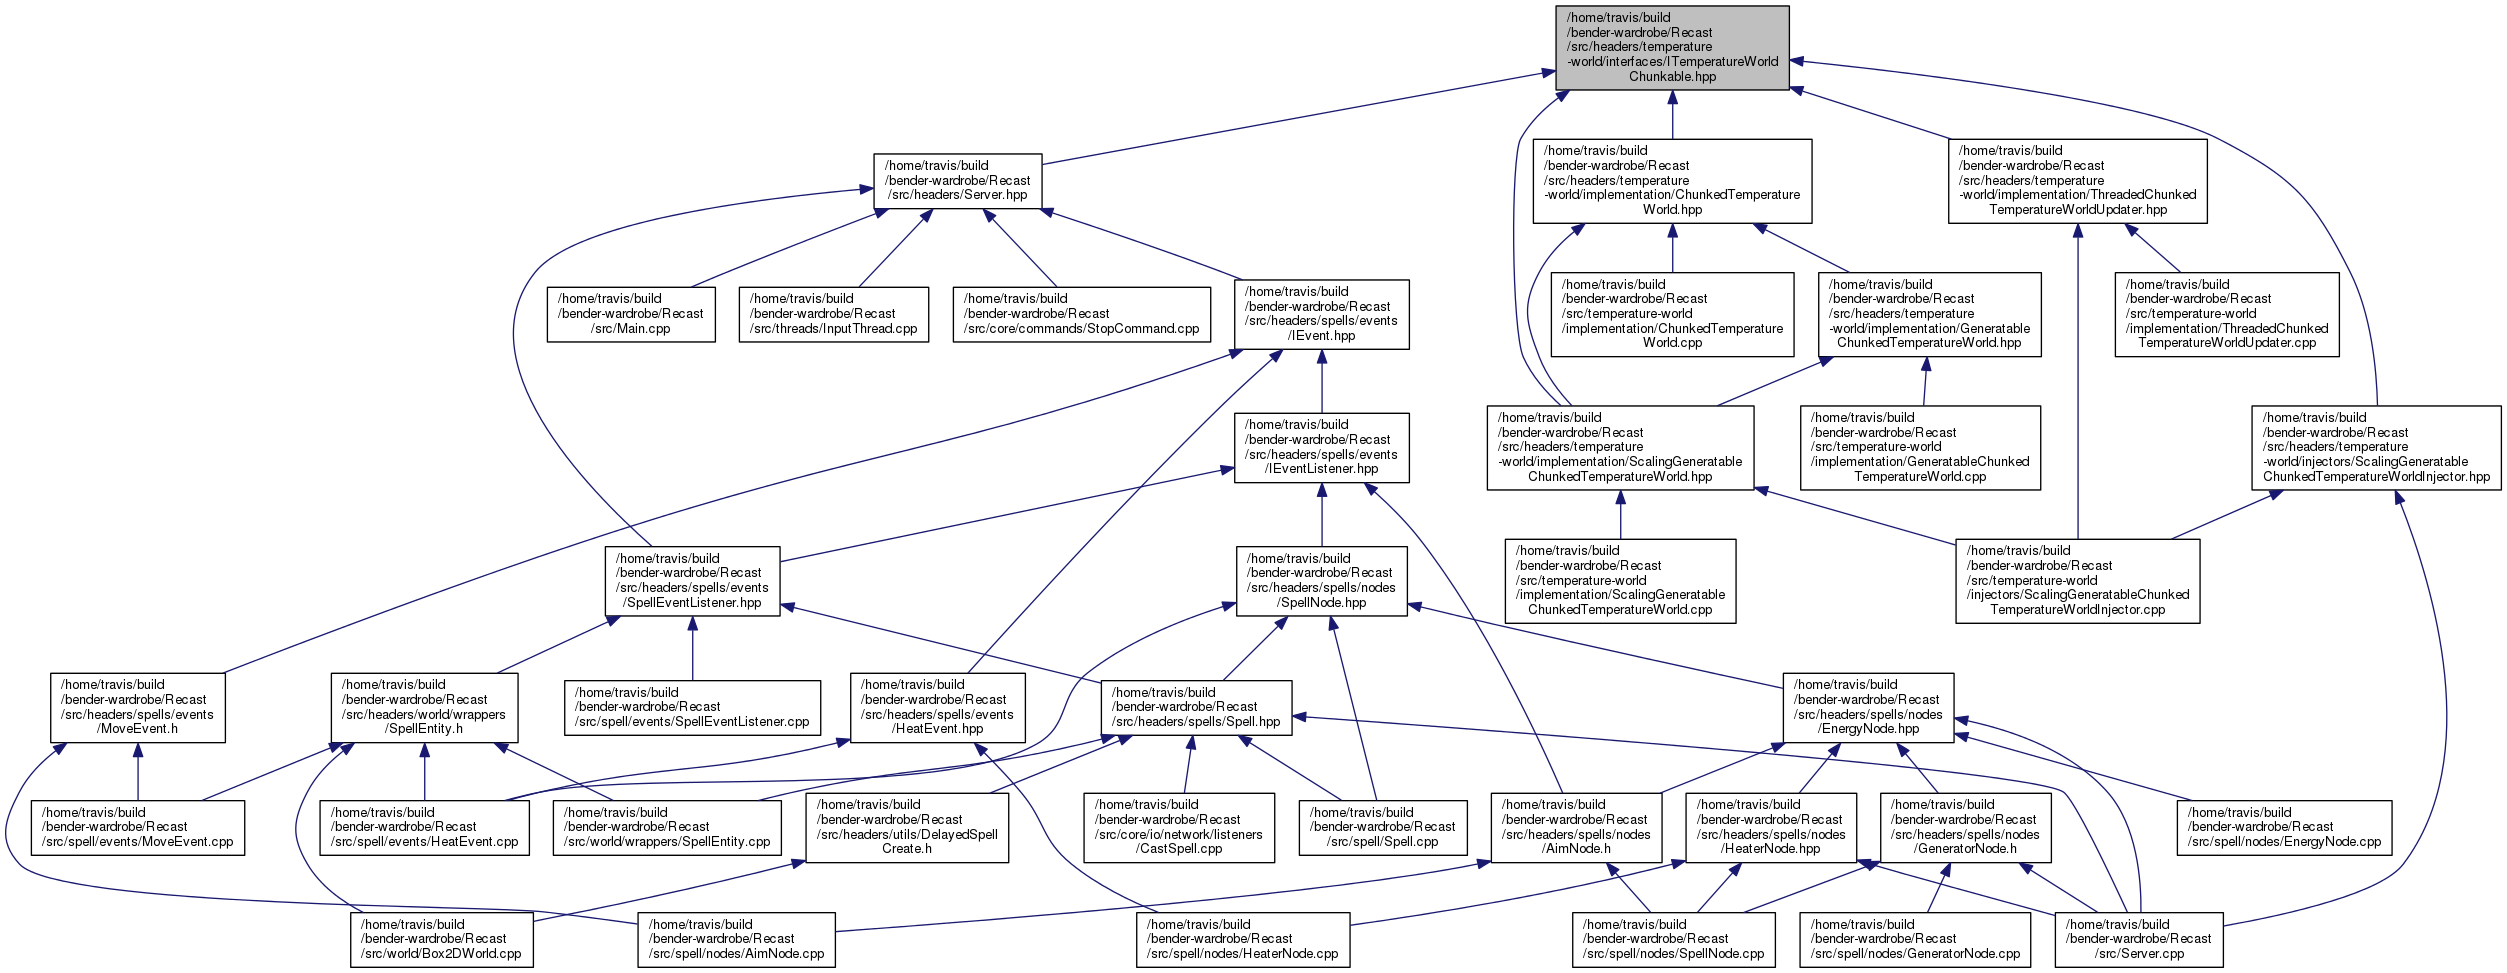 /home/travis/build
/bender-wardrobe/Recast
/src/headers/temperature
-world/interfaces/ITemperatureWorld
Chunkable.hpp
/home/travis/build
/bender-wardrobe/Recast
/src/headers/Server.hpp
/home/travis/build
/bender-wardrobe/Recast
/src/headers/temperature
-world/implementation/ChunkedTemperature
World.hpp
/home/travis/build
/bender-wardrobe/Recast
/src/headers/temperature
-world/implementation/ThreadedChunked
TemperatureWorldUpdater.hpp
/home/travis/build
/bender-wardrobe/Recast
/src/Main.cpp
/home/travis/build
/bender-wardrobe/Recast
/src/threads/InputThread.cpp
/home/travis/build
/bender-wardrobe/Recast
/src/core/commands/StopCommand.cpp
/home/travis/build
/bender-wardrobe/Recast
/src/headers/spells/events
/IEvent.hpp
/home/travis/build
/bender-wardrobe/Recast
/src/temperature-world
/implementation/ChunkedTemperature
World.cpp
/home/travis/build
/bender-wardrobe/Recast
/src/headers/temperature
-world/implementation/Generatable
ChunkedTemperatureWorld.hpp
/home/travis/build
/bender-wardrobe/Recast
/src/temperature-world
/implementation/ThreadedChunked
TemperatureWorldUpdater.cpp
/home/travis/build
/bender-wardrobe/Recast
/src/headers/spells/events
/IEventListener.hpp
/home/travis/build
/bender-wardrobe/Recast
/src/headers/temperature
-world/implementation/ScalingGeneratable
ChunkedTemperatureWorld.hpp
/home/travis/build
/bender-wardrobe/Recast
/src/temperature-world
/implementation/GeneratableChunked
TemperatureWorld.cpp
/home/travis/build
/bender-wardrobe/Recast
/src/headers/temperature
-world/injectors/ScalingGeneratable
ChunkedTemperatureWorldInjector.hpp
/home/travis/build
/bender-wardrobe/Recast
/src/headers/spells/events
/SpellEventListener.hpp
/home/travis/build
/bender-wardrobe/Recast
/src/headers/spells/nodes
/SpellNode.hpp
/home/travis/build
/bender-wardrobe/Recast
/src/temperature-world
/implementation/ScalingGeneratable
ChunkedTemperatureWorld.cpp
/home/travis/build
/bender-wardrobe/Recast
/src/temperature-world
/injectors/ScalingGeneratableChunked
TemperatureWorldInjector.cpp
/home/travis/build
/bender-wardrobe/Recast
/src/headers/spells/events
/MoveEvent.h
/home/travis/build
/bender-wardrobe/Recast
/src/headers/world/wrappers
/SpellEntity.h
/home/travis/build
/bender-wardrobe/Recast
/src/spell/events/SpellEventListener.cpp
/home/travis/build
/bender-wardrobe/Recast
/src/headers/spells/events
/HeatEvent.hpp
/home/travis/build
/bender-wardrobe/Recast
/src/headers/spells/Spell.hpp
/home/travis/build
/bender-wardrobe/Recast
/src/headers/spells/nodes
/EnergyNode.hpp
/home/travis/build
/bender-wardrobe/Recast
/src/spell/events/MoveEvent.cpp
/home/travis/build
/bender-wardrobe/Recast
/src/spell/events/HeatEvent.cpp
/home/travis/build
/bender-wardrobe/Recast
/src/world/wrappers/SpellEntity.cpp
/home/travis/build
/bender-wardrobe/Recast
/src/headers/utils/DelayedSpell
Create.h
/home/travis/build
/bender-wardrobe/Recast
/src/core/io/network/listeners
/CastSpell.cpp
/home/travis/build
/bender-wardrobe/Recast
/src/spell/Spell.cpp
/home/travis/build
/bender-wardrobe/Recast
/src/headers/spells/nodes
/AimNode.h
/home/travis/build
/bender-wardrobe/Recast
/src/headers/spells/nodes
/HeaterNode.hpp
/home/travis/build
/bender-wardrobe/Recast
/src/headers/spells/nodes
/GeneratorNode.h
/home/travis/build
/bender-wardrobe/Recast
/src/spell/nodes/EnergyNode.cpp
/home/travis/build
/bender-wardrobe/Recast
/src/world/Box2DWorld.cpp
/home/travis/build
/bender-wardrobe/Recast
/src/spell/nodes/AimNode.cpp
/home/travis/build
/bender-wardrobe/Recast
/src/spell/nodes/HeaterNode.cpp
/home/travis/build
/bender-wardrobe/Recast
/src/spell/nodes/SpellNode.cpp
/home/travis/build
/bender-wardrobe/Recast
/src/spell/nodes/GeneratorNode.cpp
/home/travis/build
/bender-wardrobe/Recast
/src/Server.cpp